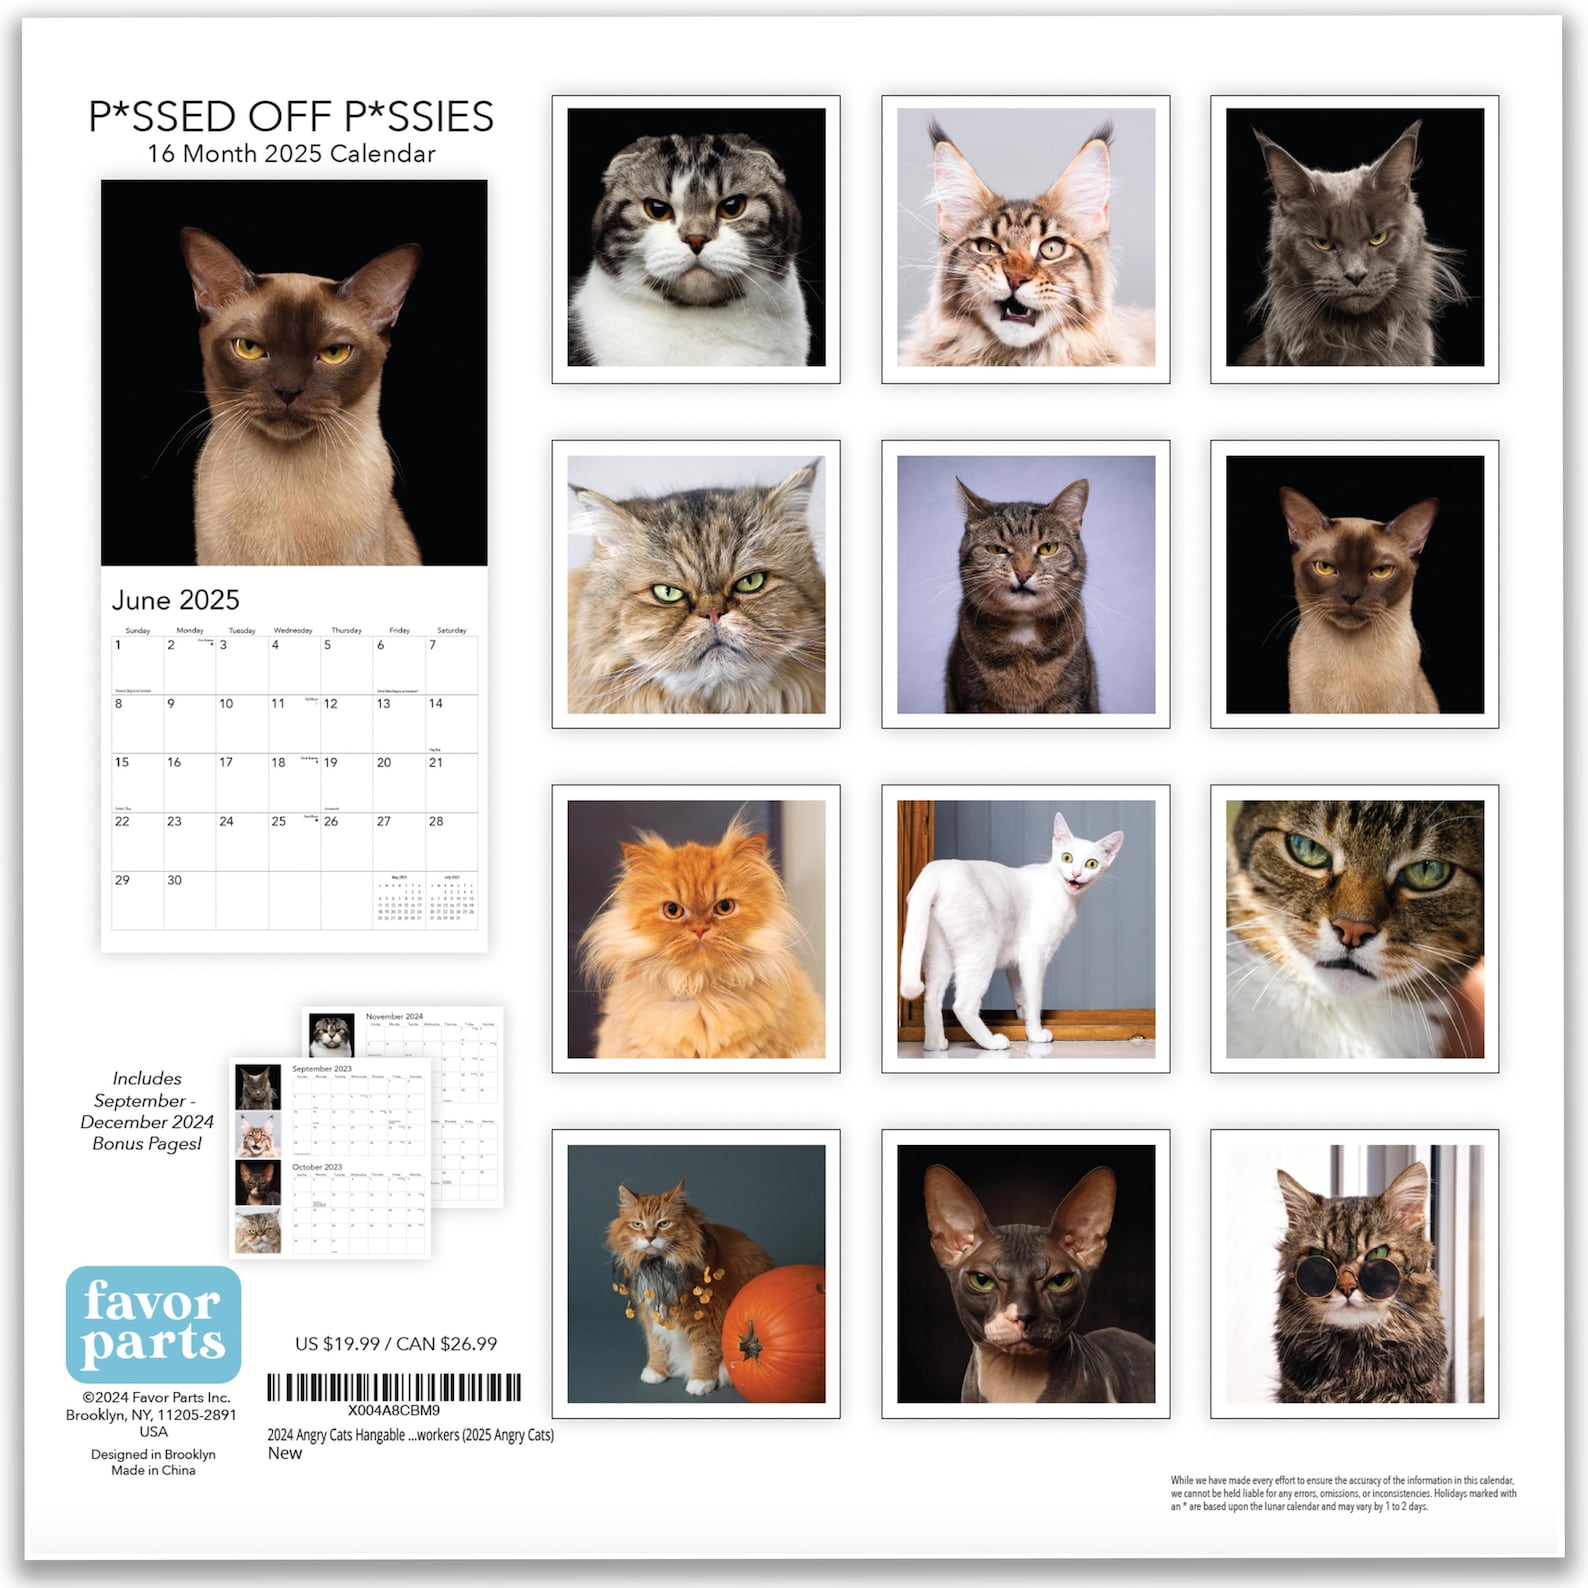 P*SSED OFF P*SSIES
16 Month 2025 Calendar
June 2025
Sunday Monday Tuesday Wednesday Thursday Friday Saturday
1 2 3 4 5 6 7
8 9 10 11 12 13 14
15 16 17 18 19 20 21
22 23 24 25 26 27 28
29 30
May 2025 July 2025
November 2024
September 2023
October 2023
Includes
September -
December 2024
Bonus Pages!
favor
parts
©2024 Favor Parts Inc.
Brooklyn, NY, 11205-2891
USA
Designed in Brooklyn
Made in China
US $19.99 / CAN $26.99
X004A8CBM9
2024 Angry Cats Hangable ...workers (2025 Angry Cats)
New
While we have made every effort to ensure the accuracy of the information in this calendar,
we cannot be held liable for any errors, omissions, or inconsistencies. Holidays marked with
an * are based upon the lunar calendar and may vary by 1 to 2 days.